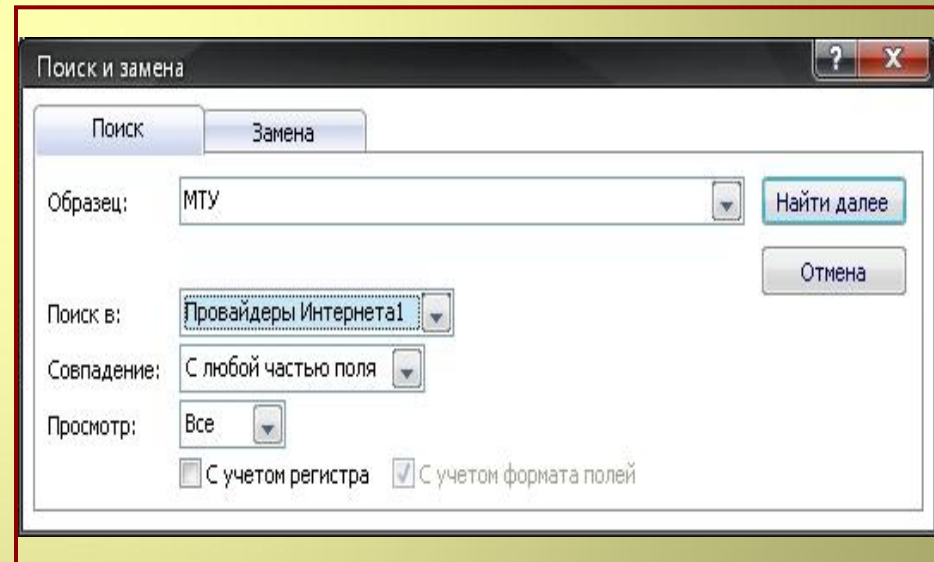 Поиск и замена
Поиск Замена
Образец: МТУ Найти далее
Отмена
Поиск в: Провайдеры Интернета1
Совпадение: С любой частью поля
Просмотр: Все
С учетом регистра С учетом формата полей